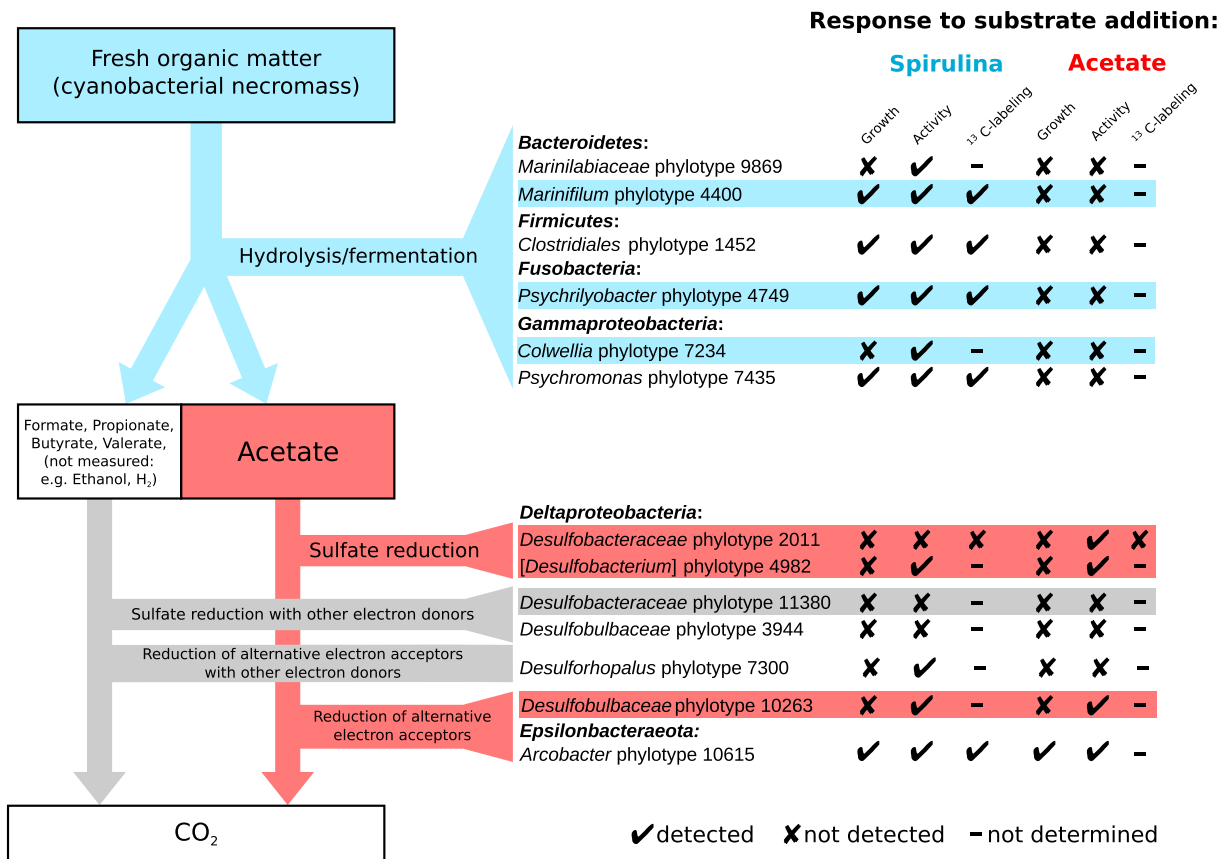 Response to substrate addition:
Spirulina Acetate
Growth Activity ¹³ C-labeling Growth Activity ¹³ C-labeling
Fresh organic matter
(cyanobacterial necromass)
Hydrolysis/fermentation
Bacteroidetes:
Marinilabiaceae phylotype 9869 ✘ ✔ – ✘ ✘ –
Marinifilum phylotype 4400 ✔ ✔ ✔ ✘ ✘ –
Firmicutes:
Clostridiales phylotype 1452 ✔ ✔ ✔ ✘ ✘ –
Fusobacteria:
Psychrilyobacter phylotype 4749 ✔ ✔ ✔ ✘ ✘ –
Gammaproteobacteria:
Colwellia phylotype 7234 ✘ ✔ – ✘ ✘ –
Psychromonas phylotype 7435 ✔ ✔ ✔ ✘ ✘ –
Formate, Propionate,
Butyrate, Valerate,
(not measured:
e.g. Ethanol, H₂)
Acetate
Sulfate reduction
Deltaproteobacteria:
Desulfobacteraceae phylotype 2011 ✘ ✘ ✘ ✘ ✔ ✘
[Desulfobacterium] phylotype 4982 ✘ ✔ – ✘ ✔ –
Sulfate reduction with other electron donors
Desulfobacteraceae phylotype 11380 ✘ ✘ – ✘ ✘ –
Desulfobulbaceae phylotype 3944 ✘ ✘ – ✘ ✘ –
Reduction of alternative electron acceptors
with other electron donors
Desulforhopalus phylotype 7300 ✘ ✔ – ✘ ✘ –
Reduction of alternative
electron acceptors
Desulfobulbaceae phylotype 10263 ✘ ✔ – ✘ ✔ –
Epsilonbacteraeota:
Arcobacter phylotype 10615 ✔ ✔ ✔ ✔ ✔ –
CO₂
✔ detected ✘ not detected – not determined